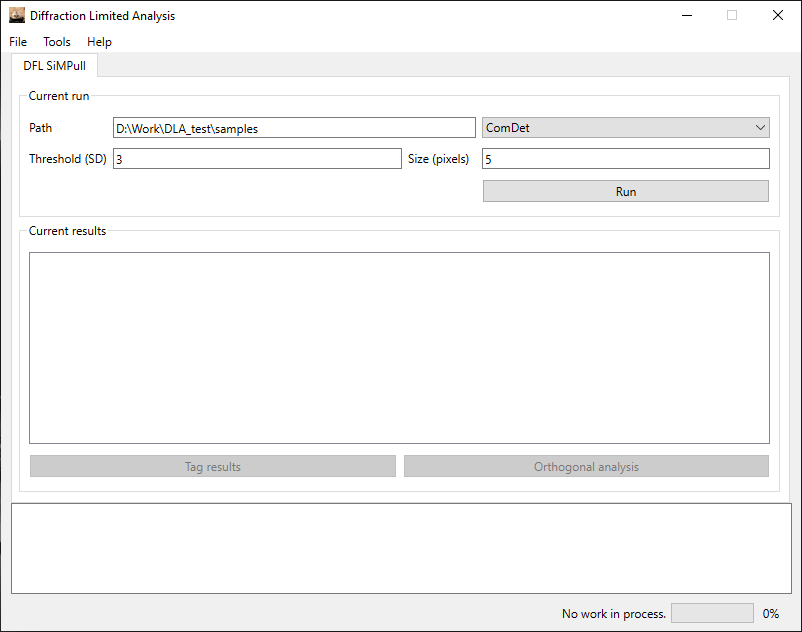 Diffraction Limited Analysis
File Tools Help
DFL SiMPull
Current run
Path D:\Work\DLA_test\samples ComDet
Threshold (SD) 3 Size (pixels) 5
Run
Current results
Tag results Orthogonal analysis
No work in process. 0%